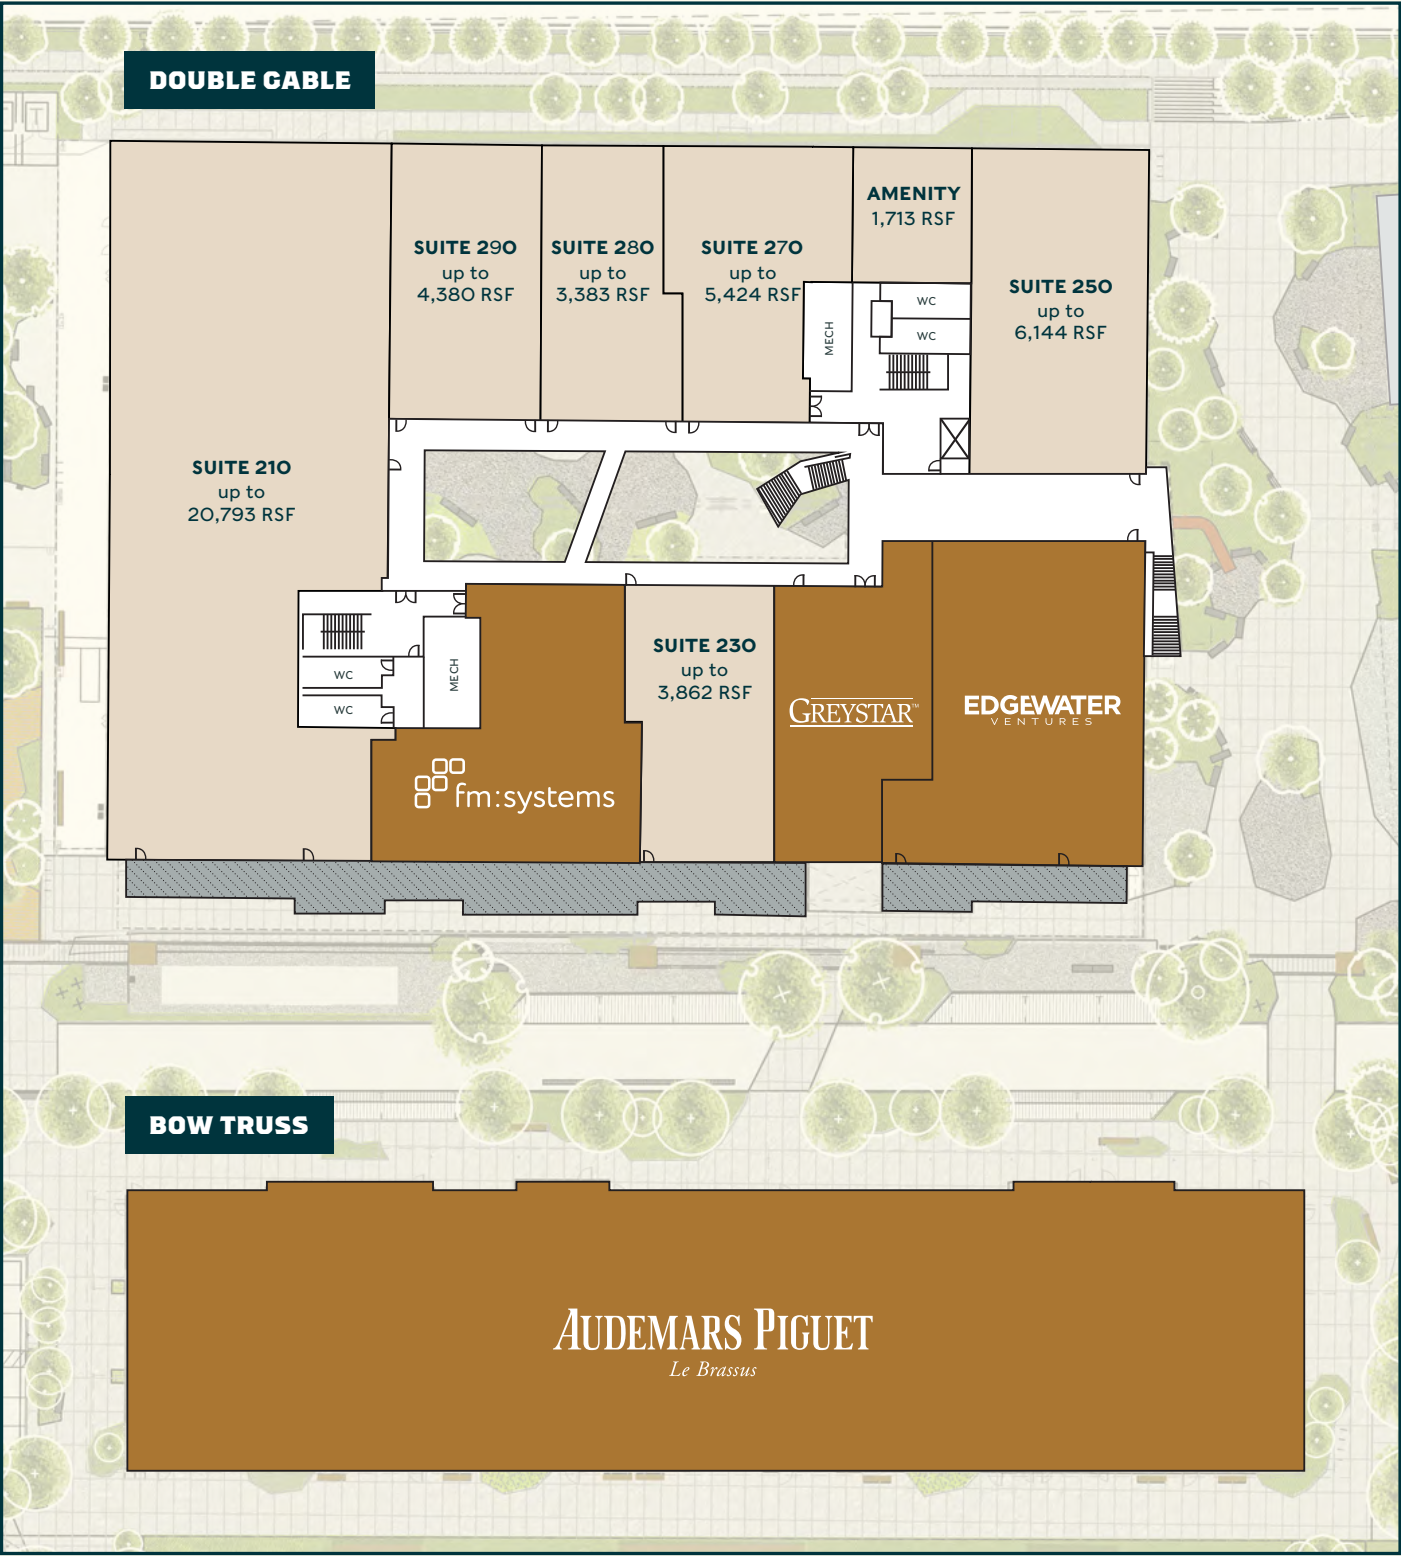 DOUBLE GABLE
AMENITY
1,713 RSF
SUITE 290
up to
4,380 RSF
SUITE 280
up to
3,383 RSF
SUITE 270
up to
5,424 RSF
SUITE 250
up to
6,144 RSF
MECH
WC
WC
SUITE 210
up to
20,793 RSF
SUITE 230
up to
3,862 RSF
MECH
WC
WC
GREYSTAR™
EDGEWATER
VENTURES
fm:systems
BOW TRUSS
AUDEMARS PIGUET
Le Brassus